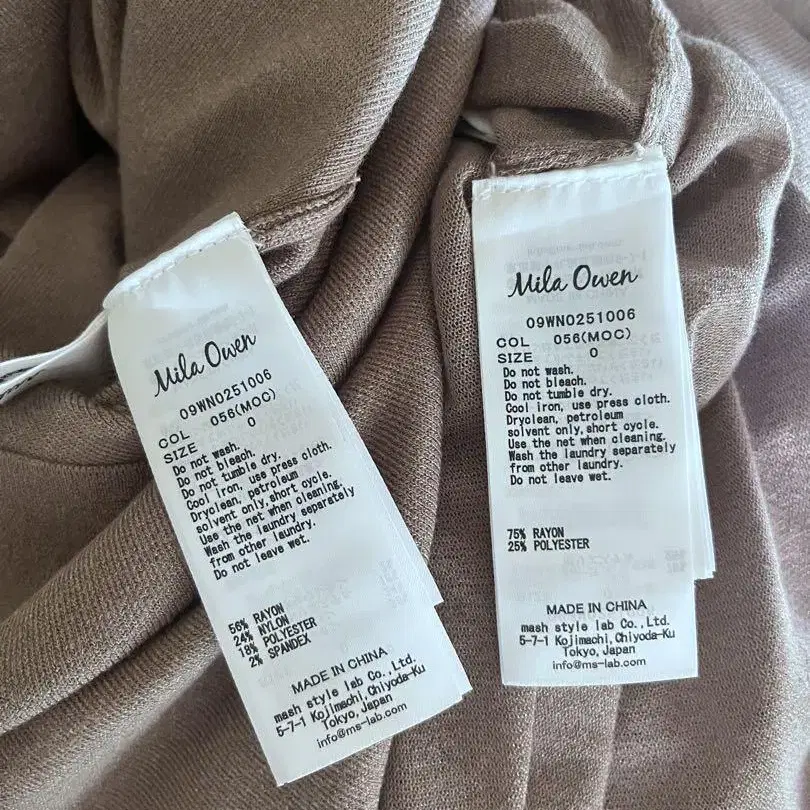 Mila Owen
09WNO251006
COL 056(MOC)
SIZE 0
Do not wash.
Do not bleach.
Do not tumble dry.
Cool iron, use press cloth.
Dryclean, petroleum
solvent only,short cycle.
Use the net when cleaning.
Wash the laundry separately
from other laundry.
Do not leave wet.
56% RAYON
24% NYLON
18% POLYESTER
2% SPANDEX
MADE IN CHINA
mash style lab Co.,Ltd.
5-7-1 Kojimachi,Chiyoda-Ku
Tokyo, Japan
info@ms-lab.com
Mila Owen
09WNO251006
COL 056(MOC)
SIZE 0
Do not wash.
Do not bleach.
Do not tumble dry.
Cool iron, use press cloth.
Dryclean, petroleum
solvent only,short cycle.
Use the net when cleaning.
Wash the laundry separately
from other laundry.
Do not leave wet.
75% RAYON
25% POLYESTER
MADE IN CHINA
mash style lab Co.,Ltd.
5-7-1 Kojimachi,Chiyoda-Ku
Tokyo, Japan
info@ms-lab.com